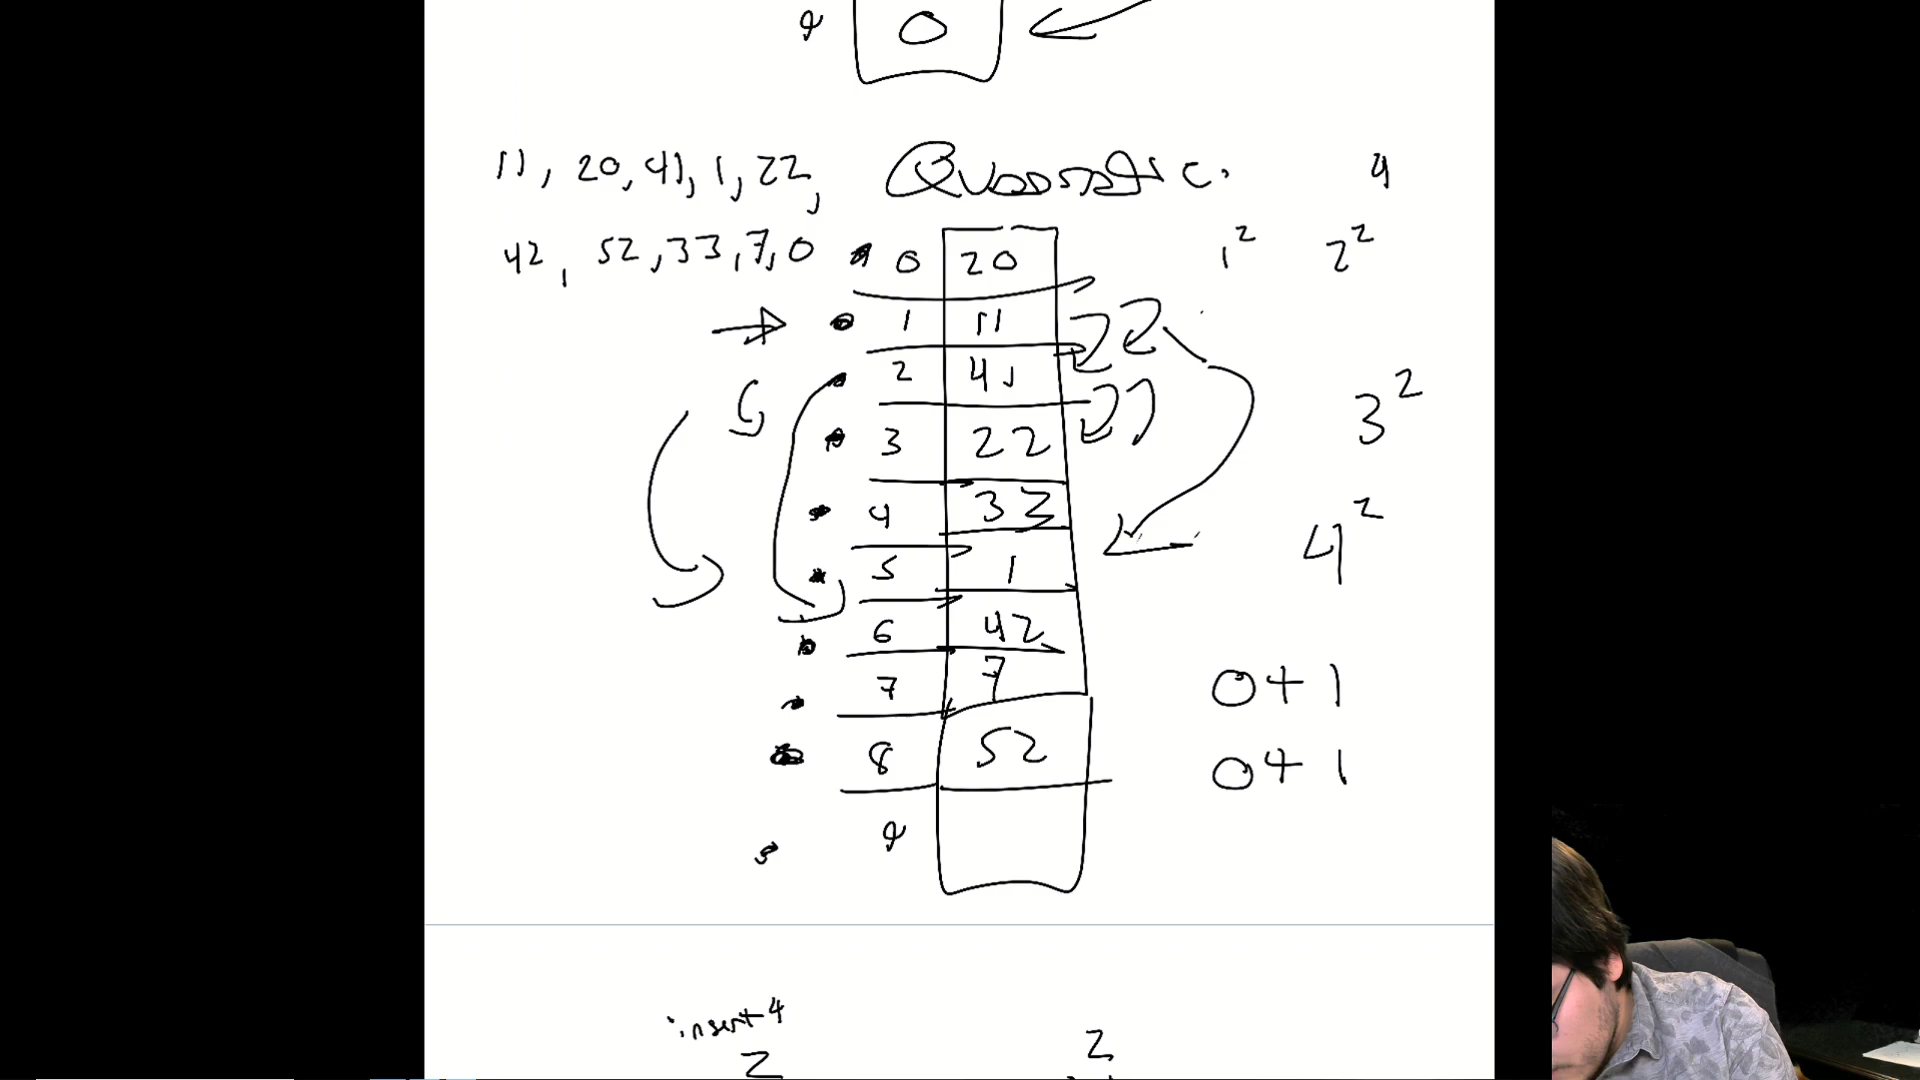 9 0
11, 20, 41, 1, 22, Quadratic. 4
42, 52, 33, 7, 0
0 20 1² 2²
1 11 22
2 41
3 22 3²
4 33
5 1 4²
6 42
7 7 0+1
8 52 0+1
9
insert 4
2 2